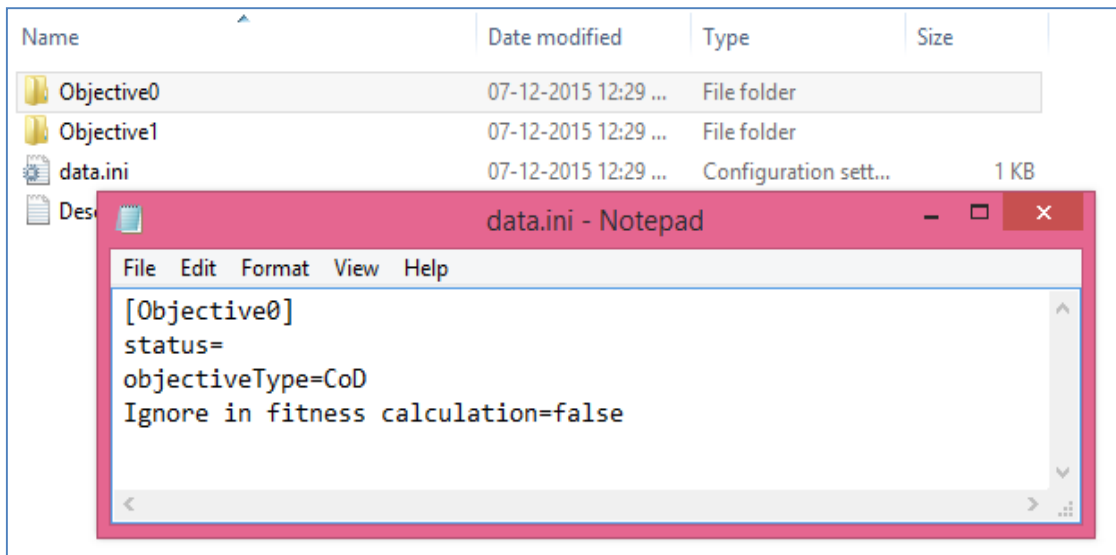 Name Date modified Type Size
Objective0 07-12-2015 12:29 ... File folder
Objective1 07-12-2015 12:29 ... File folder
data.ini 07-12-2015 12:29 ... Configuration sett... 1 KB
data.ini - Notepad
File Edit Format View Help
[Objective0]
status=
objectiveType=CoD
Ignore in fitness calculation=false